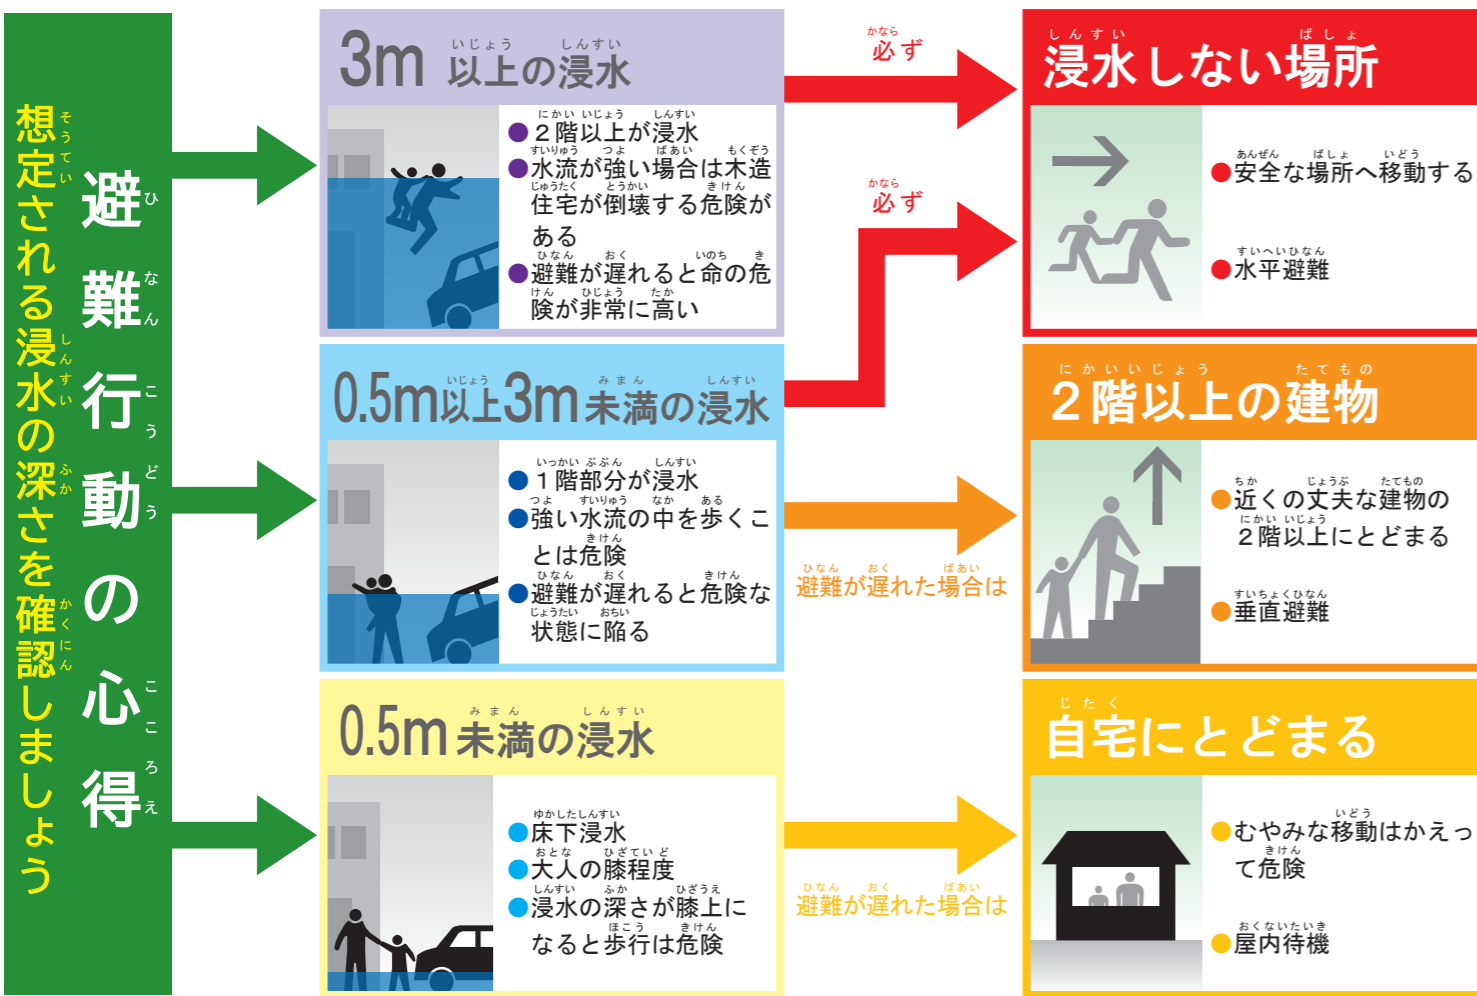 避難行動の心得
想定される浸水の深さを確認しましょう
3m 以上の浸水
●２階以上が浸水
●水流が強い場合は木造
住宅が倒壊する危険が
ある
●避難が遅れると命の危
険が非常に高い
必ず
浸水しない場所
●安全な場所へ移動する
●水平避難
0.5m以上3m未満の浸水
●１階部分が浸水
●強い水流の中を歩くこ
とは危険
●避難が遅れると危険な
状態に陥る
必ず
避難が遅れた場合は
２階以上の建物
●近くの丈夫な建物の
２階以上にとどまる
●垂直避難
0.5m未満の浸水
●床下浸水
●大人の膝程度
●浸水の深さが膝上に
なると歩行は危険
避難が遅れた場合は
自宅にとどまる
●むやみな移動はかえっ
て危険
●屋内待機